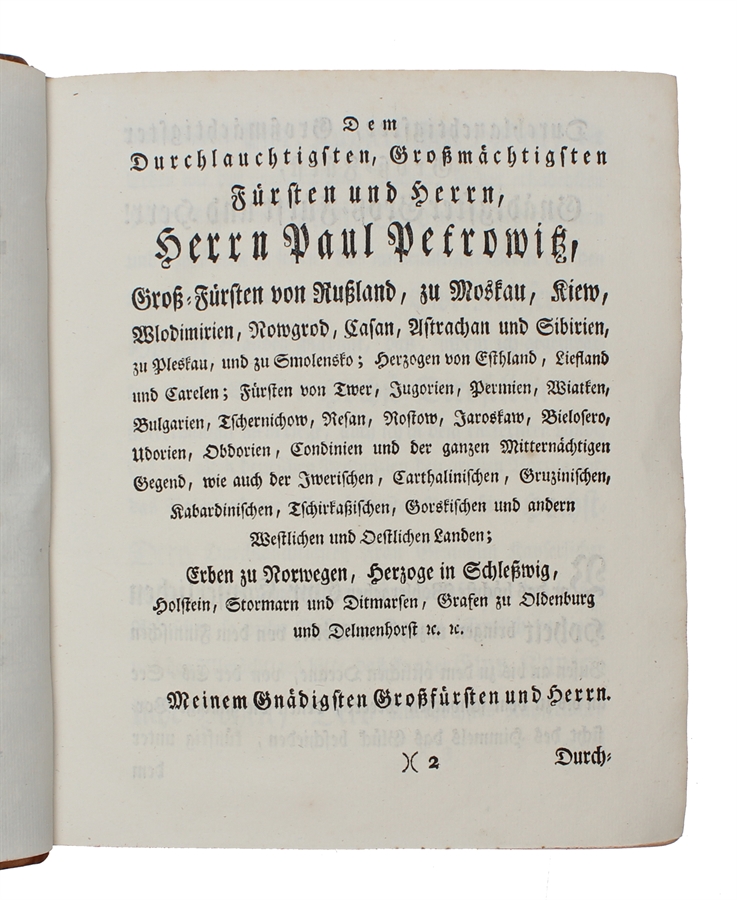 Dem
Durchlauchtigsten, Großmächtigsten
Fürsten und Herrn,
Herrn Paul Petrowitz,
Groß-Fürsten von Rußland, zu Moskau, Kiew,
Wlodimirien, Nowgrod, Casan, Astrachan und Sibirien,
zu Pleskau, und zu Smolensko; Herzogen von Esthland, Liefland
und Carelen; Fürsten von Twer, Jugorien, Permien, Wiatken,
Bulgarien, Tschernichow, Resan, Rostow, Jaroslaw, Bielosero,
Udorien, Obdorien, Condinien und der ganzen Mitternächtigen
Gegend, wie auch der Iwerischen, Carthalinischen, Gruzinischen,
Kabardinischen, Tschirkaßischen, Gorskischen und andern
Westlichen und Oestlichen Landen;
Erben zu Norwegen, Herzoge in Schleßwig,
Holstein, Stormarn und Ditmarsen, Grafen zu Oldenburg
und Delmenhorst ꝛc. ꝛc.
Meinem Gnädigsten Großfürsten und Herrn.
)( 2 Durch-